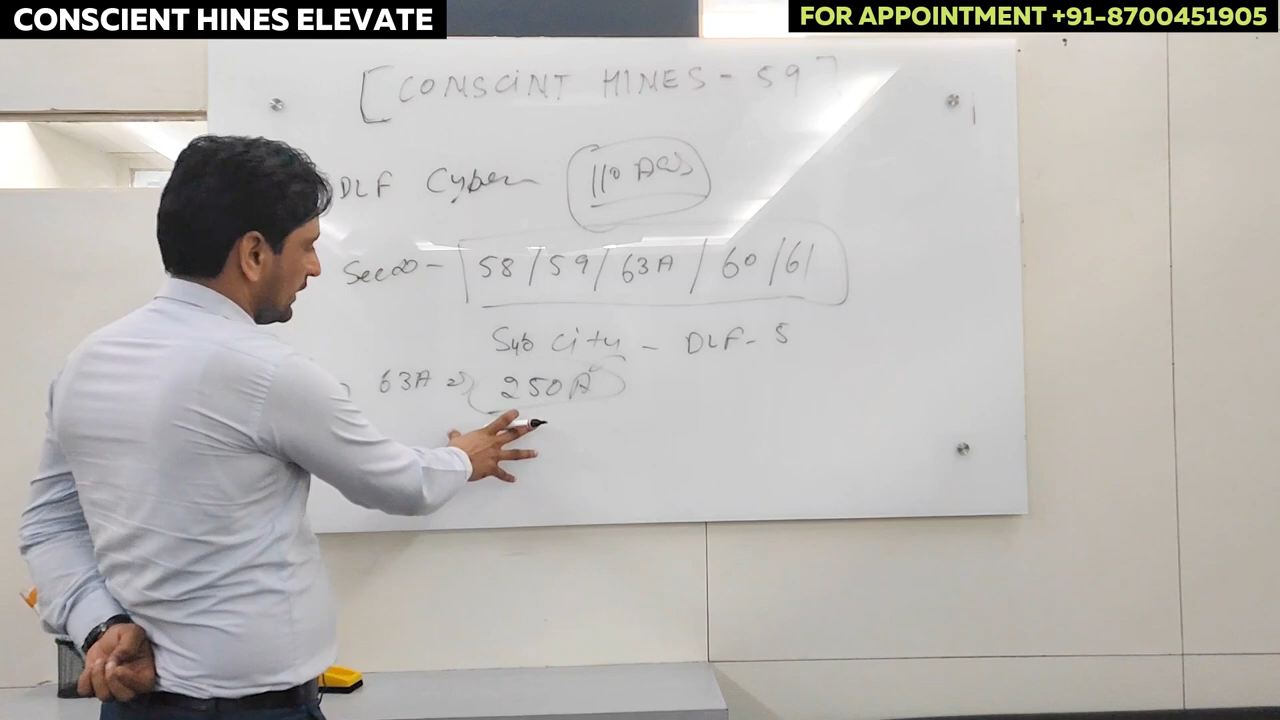 CONSCIENT HINES ELEVATE
FOR APPOINTMENT +91-8700451905
[CONSCINT HINES - 59]
DLF Cyber 110 Acs
58/59/63A/60/61
Sub City - DLF-5
63A 250A